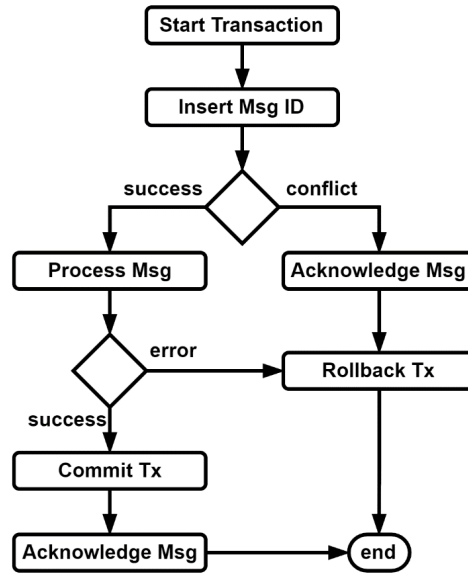 Start Transaction
Insert Msg ID
success
conflict
Process Msg
Acknowledge Msg
error
Rollback Tx
success
Commit Tx
Acknowledge Msg
end